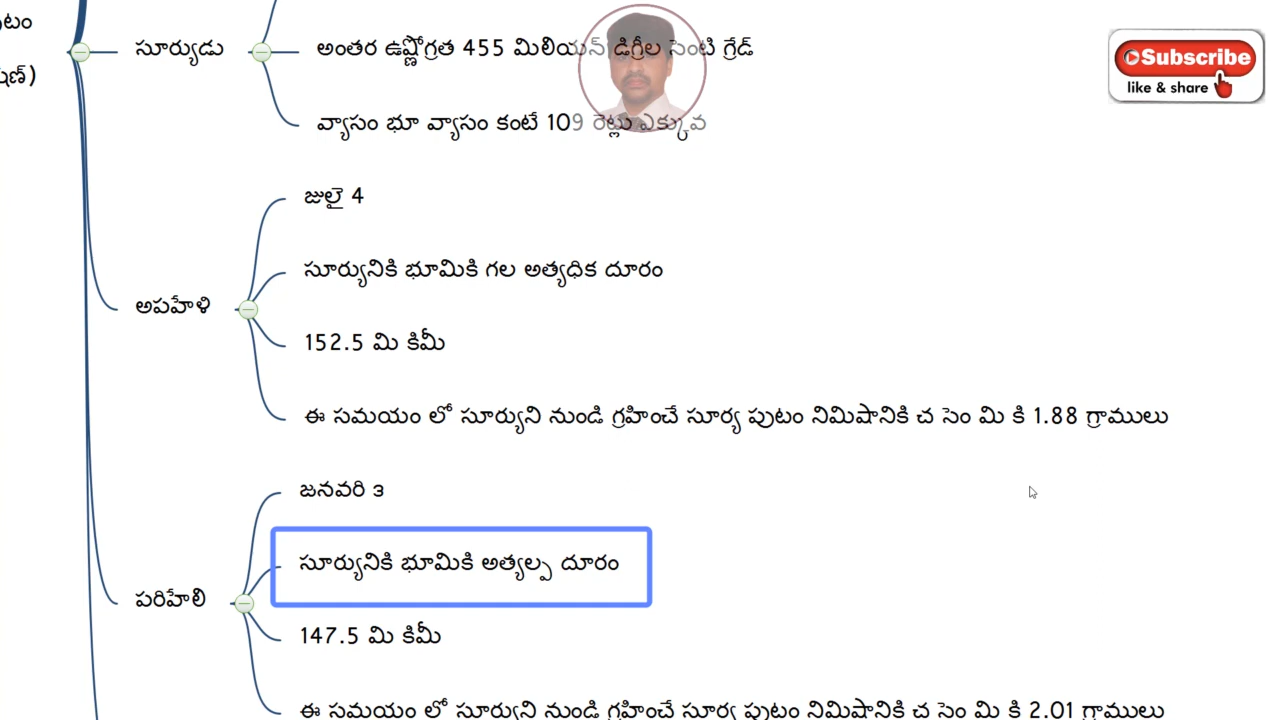 సూర్యుడు
అంతర ఉష్ణోగ్రత 455 మిలియన్ డిగ్రీల సెంటి గ్రేడ్
వ్యాసం భూ వ్యాసం కంటే 109 రెట్లు ఎక్కువ
Subscribe
like & share
అపహేళి
జులై 4
సూర్యునికి భూమికి గల అత్యధిక దూరం
152.5 మి కిమీ
ఈ సమయం లో సూర్యుని నుండి గ్రహించే సూర్య పుటం నిమిషానికి చ సెం మి కి 1.88 గ్రాములు
పరిహేలి
జనవరి ౩
సూర్యునికి భూమికి అత్యల్ప దూరం
147.5 మి కిమీ
ఈ సమయం లో సూర్యుని నుండి గ్రహించే సూర్య పుటం నిమిషానికి చ సెం మి కి 2.01 గ్రాములు